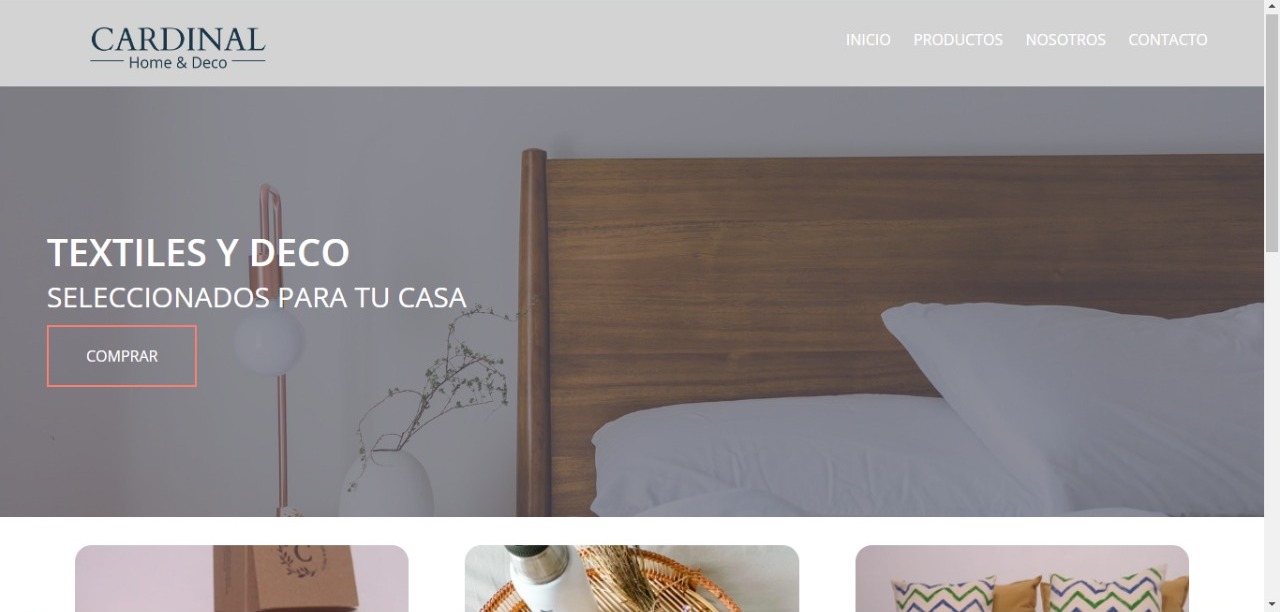 CARDINAL
Home & Deco
INICIO PRODUCTOS NOSOTROS CONTACTO
TEXTILES Y DECO
SELECCIONADOS PARA TU CASA
COMPRAR
C